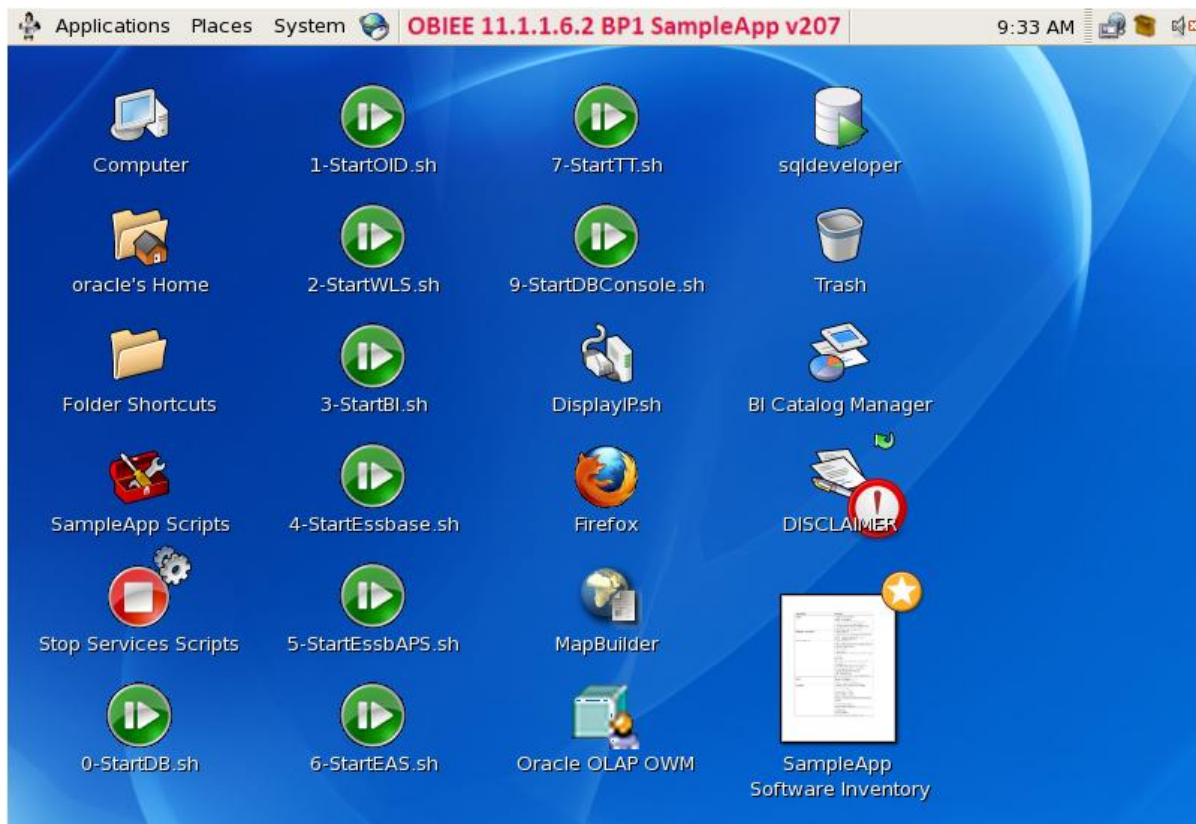 Applications Places System OBIEE 11.1.1.6.2 BP1 SampleApp v207 9:33 AM
Computer
1-StartOID.sh
7-StartTT.sh
sqldeveloper
oracle's Home
2-StartWLS.sh
9-StartDBConsole.sh
Trash
Folder Shortcuts
3-StartBI.sh
DisplayIP.sh
BI Catalog Manager
SampleApp Scripts
4-StartEssbase.sh
Firefox
DISCLAIMER
Stop Services Scripts
5-StartEssbAPS.sh
MapBuilder
0-StartDB.sh
6-StartEAS.sh
Oracle OLAP OWM
SampleApp
Software Inventory